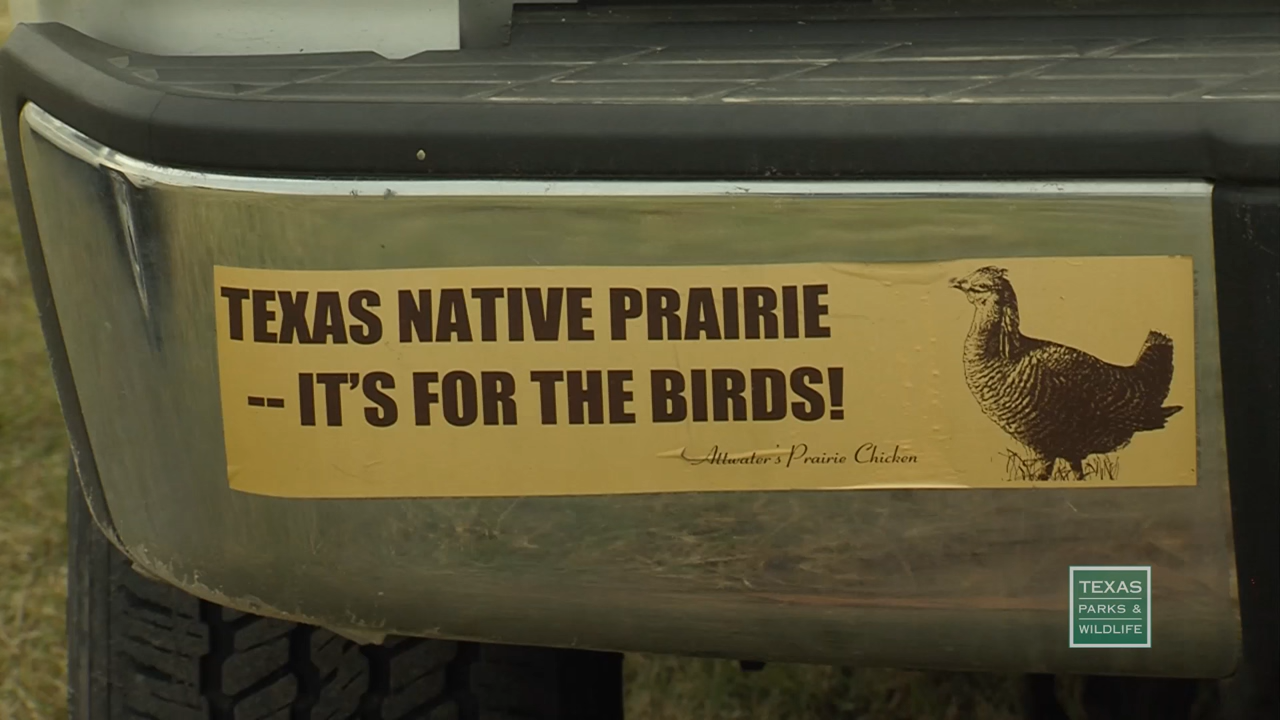 TEXAS NATIVE PRAIRIE
-- IT'S FOR THE BIRDS!
Attwater's Prairie Chicken
TEXAS
PARKS &
WILDLIFE